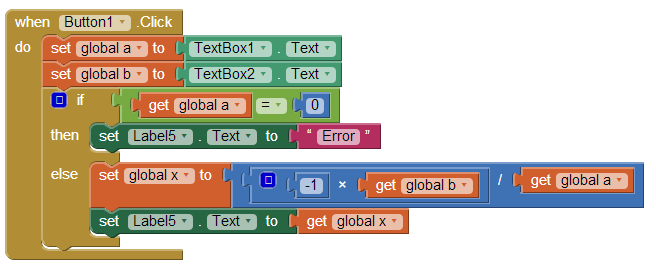 when Button1 .Click
do set global a to TextBox1 . Text
set global b to TextBox2 . Text
if get global a = 0
then set Label5 . Text to “ Error ”
else set global x to -1 × get global b / get global a
set Label5 . Text to get global x